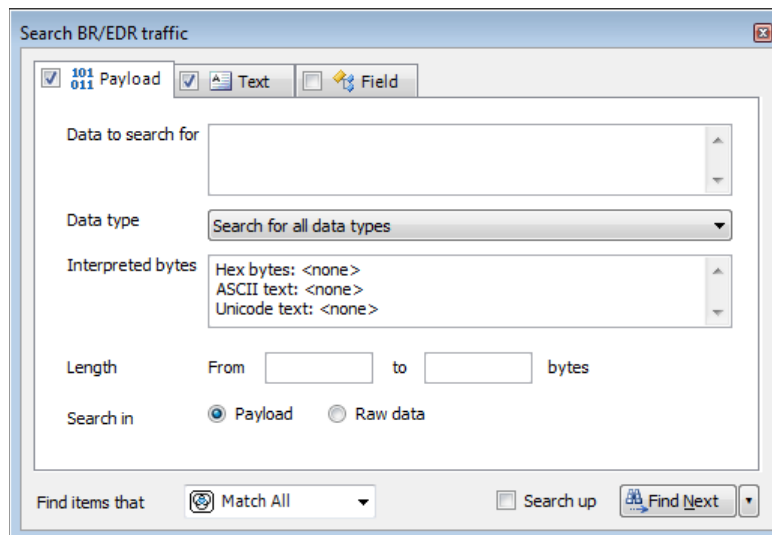 Search BR/EDR traffic
101 011 Payload Text Field
Data to search for
Data type Search for all data types
Interpreted bytes Hex bytes: <none>
ASCII text: <none>
Unicode text: <none>
Length From to bytes
Search in Payload Raw data
Find items that Match All Search up Find Next